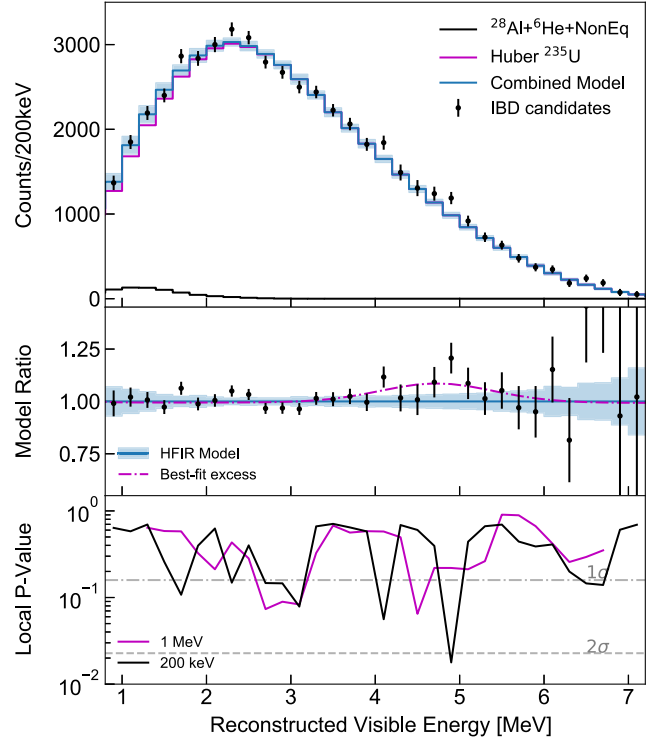 3000
2000
1000
0
Counts/200keV
²⁸Al+⁶He+NonEq
Huber ²³⁵U
Combined Model
IBD candidates
1.25
1.00
0.75
Model Ratio
HFIR Model
Best-fit excess
10⁰
10⁻¹
10⁻²
Local P-Value
1σ
2σ
1 MeV
200 keV
1 2 3 4 5 6 7
Reconstructed Visible Energy [MeV]